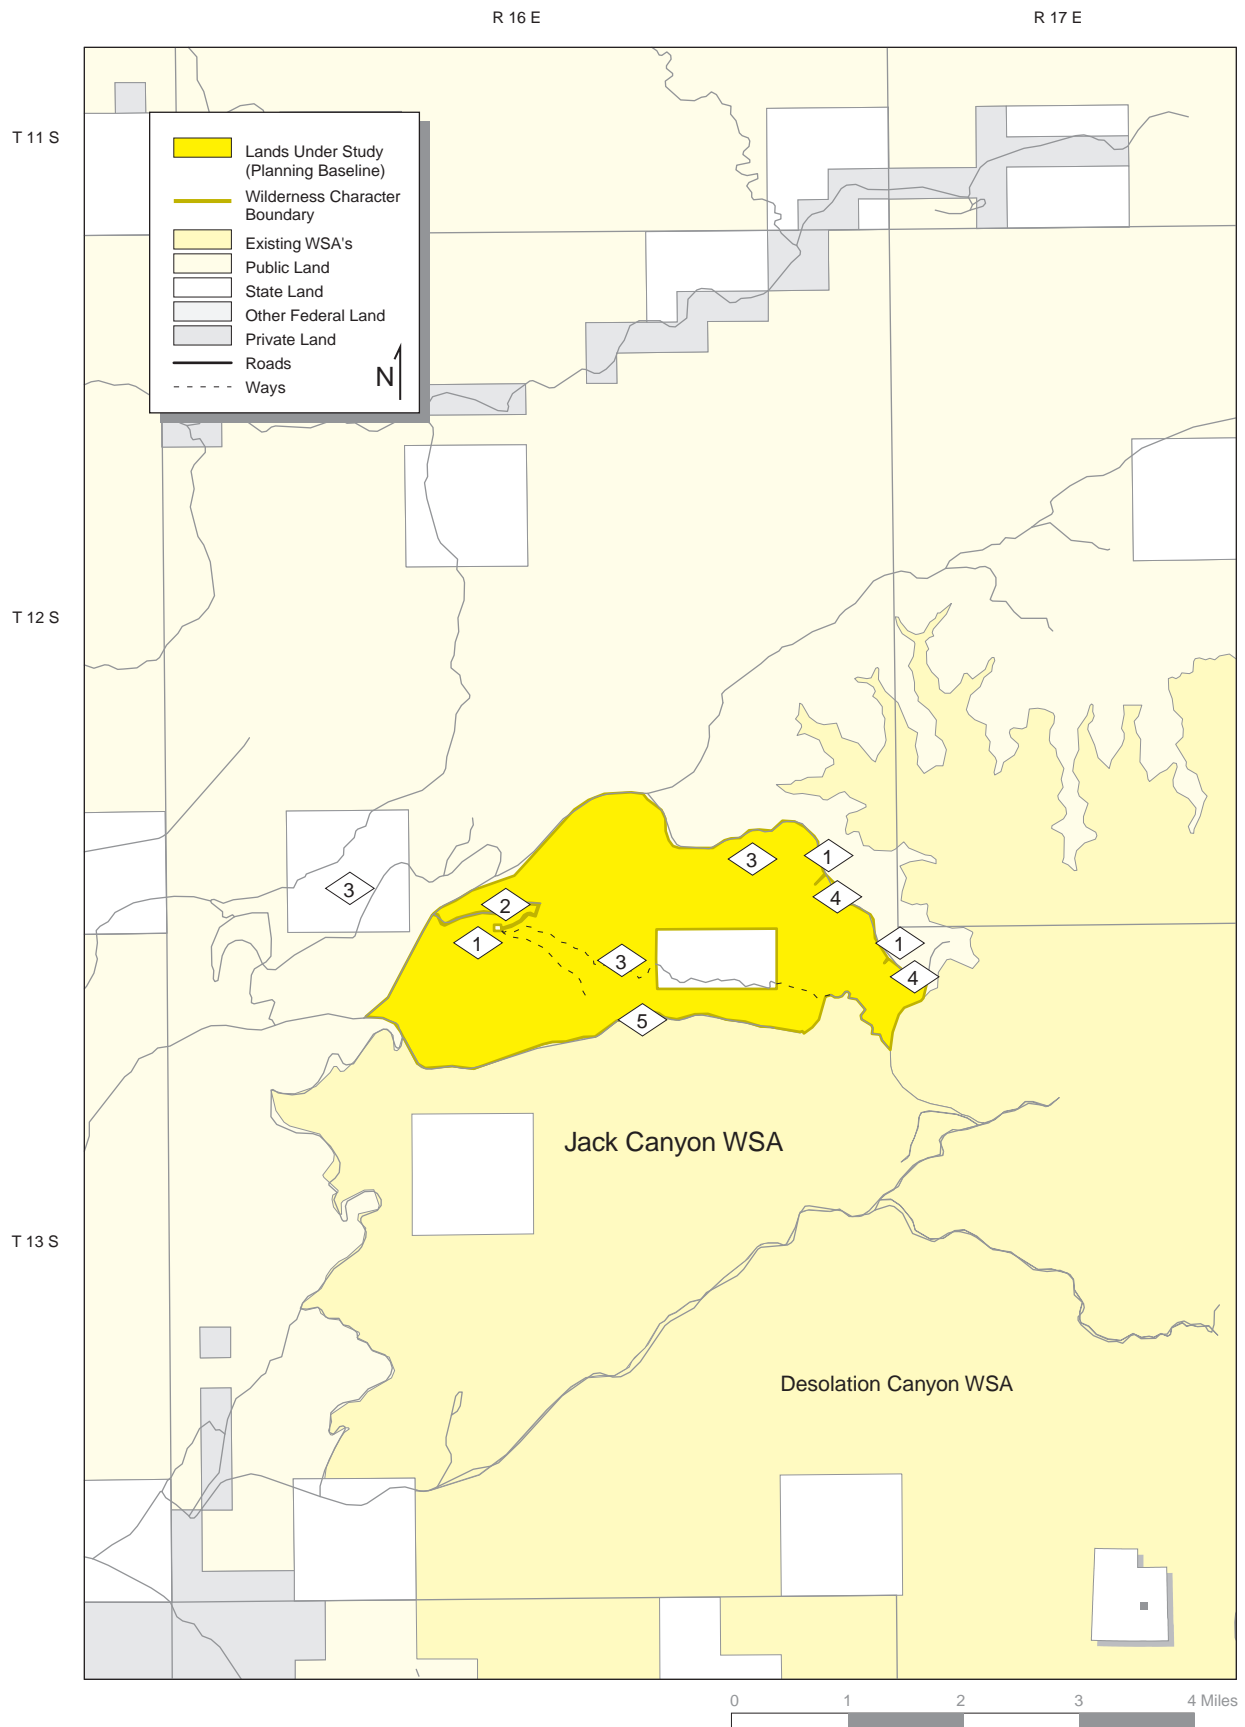 R 16 E
R 17 E
T 11 S
Lands Under Study
(Planning Baseline)
Wilderness Character
Boundary
Existing WSA's
Public Land
State Land
Other Federal Land
Private Land
Roads
Ways
N
T 12 S
3
1
3
4
2
1
1
3
4
5
Jack Canyon WSA
T 13 S
Desolation Canyon WSA
0
1
2
3
4 Miles